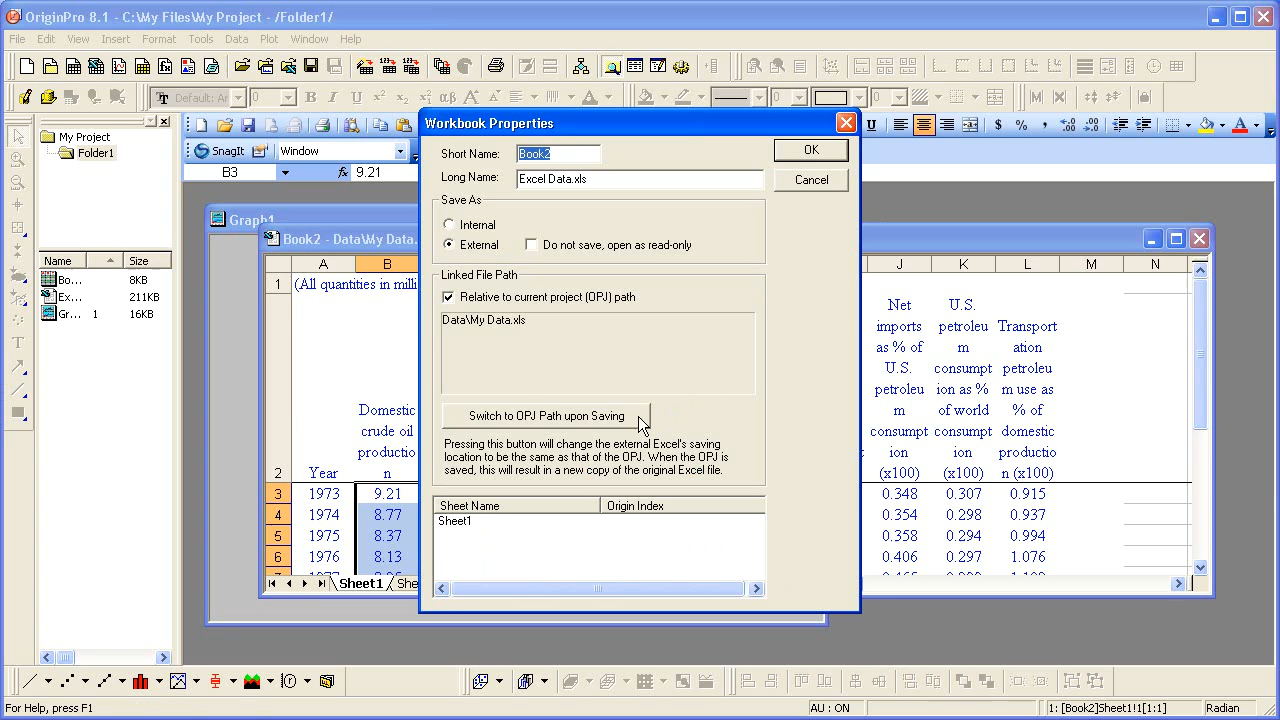 OriginPro 8.1 - C:\My Files\My Project - /Folder1/
File Edit View Insert Format Tools Data Plot Window Help
Default: Ar 0
My Project
Folder1
SnagIt Window
B3 9.21
Name Size
Bo... 8KB
Ex... 211KB
Gr... 1 16KB
Graph1
Book2 - Data\My Data.
A B J K L M N
1 (All quantities in milli
2 Year
Domestic
crude oil
productio
n
Net
imports
as % of
U.S.
petroleu
m
consumpt
ion
(x100)
U.S.
petroleu
m
consumpt
ion as %
of world
consumpt
ion
(x100)
Transport
ation
petroleu
m use as
% of
domestic
productio
n (x100)
3 1973 9.21 0.348 0.307 0.915
4 1974 8.77 0.354 0.298 0.937
5 1975 8.37 0.358 0.294 0.994
6 1976 8.13 0.406 0.297 1.076
Sheet1 She
Workbook Properties
Short Name: Book2
Long Name: Excel Data.xls
OK
Cancel
Save As
Internal
External
Do not save, open as read-only
Linked File Path
Relative to current project (OPJ) path
Data\My Data.xls
Switch to OPJ Path upon Saving
Pressing this button will change the external Excel's saving
location to be the same as that of the OPJ. When the OPJ is
saved, this will result in a new copy of the original Excel file.
Sheet Name Origin Index
Sheet1
For Help, press F1
AU : ON
1: [Book2]Sheet1!1[1:1]
Radian